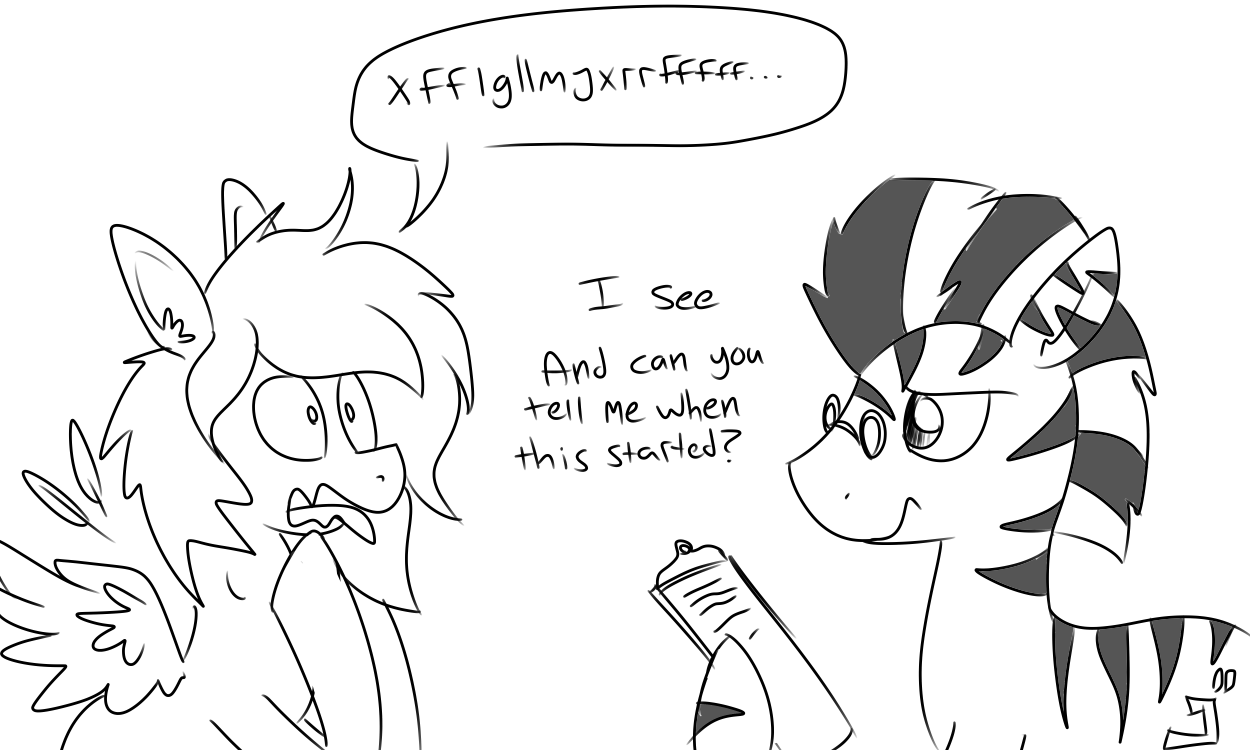 xfflgllmjxrrfffff...
I see
And can you
tell me when
this started?